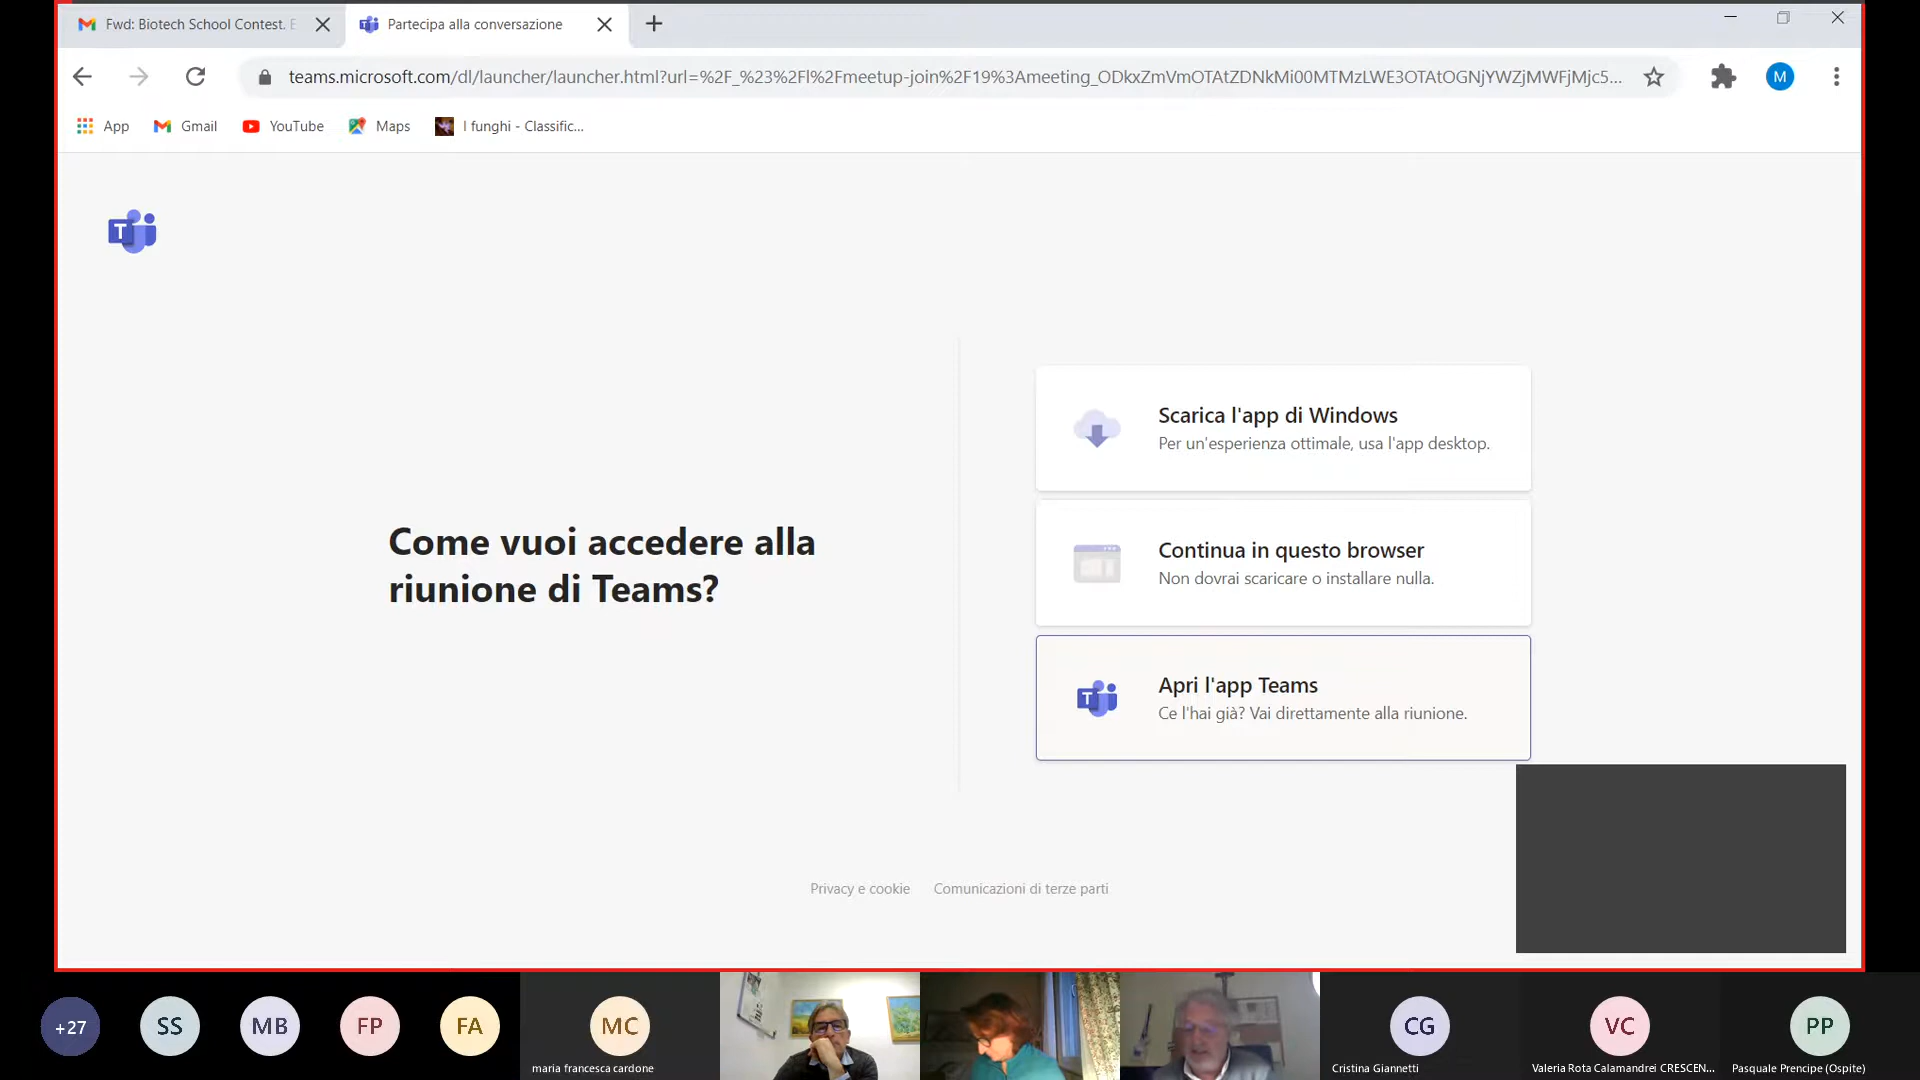 Fwd: Biotech School Contest. E
Partecipa alla conversazione
teams.microsoft.com/dl/launcher/launcher.html?url=%2F_%23%2Fl%2Fmeetup-join%2F19%3Ameeting_ODkxZmVmOTAtZDNkMi00MTMzLWE3OTAtOGNjYWZjMWFjMjc5...
M
App
Gmail
YouTube
Maps
I funghi - Classific...
T
Scarica l'app di Windows
Per un'esperienza ottimale, usa l'app desktop.
Come vuoi accedere alla
riunione di Teams?
Continua in questo browser
Non dovrai scaricare o installare nulla.
T
Apri l'app Teams
Ce l'hai già? Vai direttamente alla riunione.
Privacy e cookie
Comunicazioni di terze parti
+27
SS
MB
FP
FA
MC
maria francesca cardone
CG
Cristina Giannetti
VC
Valeria Rota Calamandrei CRESCEN...
PP
Pasquale Prencipe (Ospite)